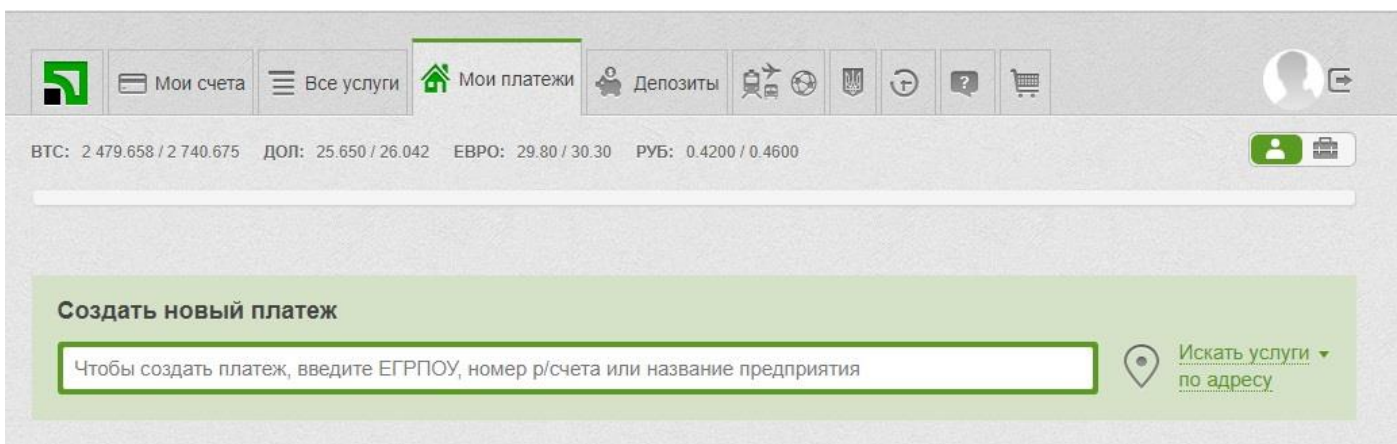 Мои счета Все услуги Мои платежи Депозиты ?
BTC: 2 479.658 / 2 740.675 ДОЛ: 25.650 / 26.042 ЕВРО: 29.80 / 30.30 РУБ: 0.4200 / 0.4600
Создать новый платеж
Чтобы создать платеж, введите ЕГРПОУ, номер р/счета или название предприятия
Искать услуги
по адресу